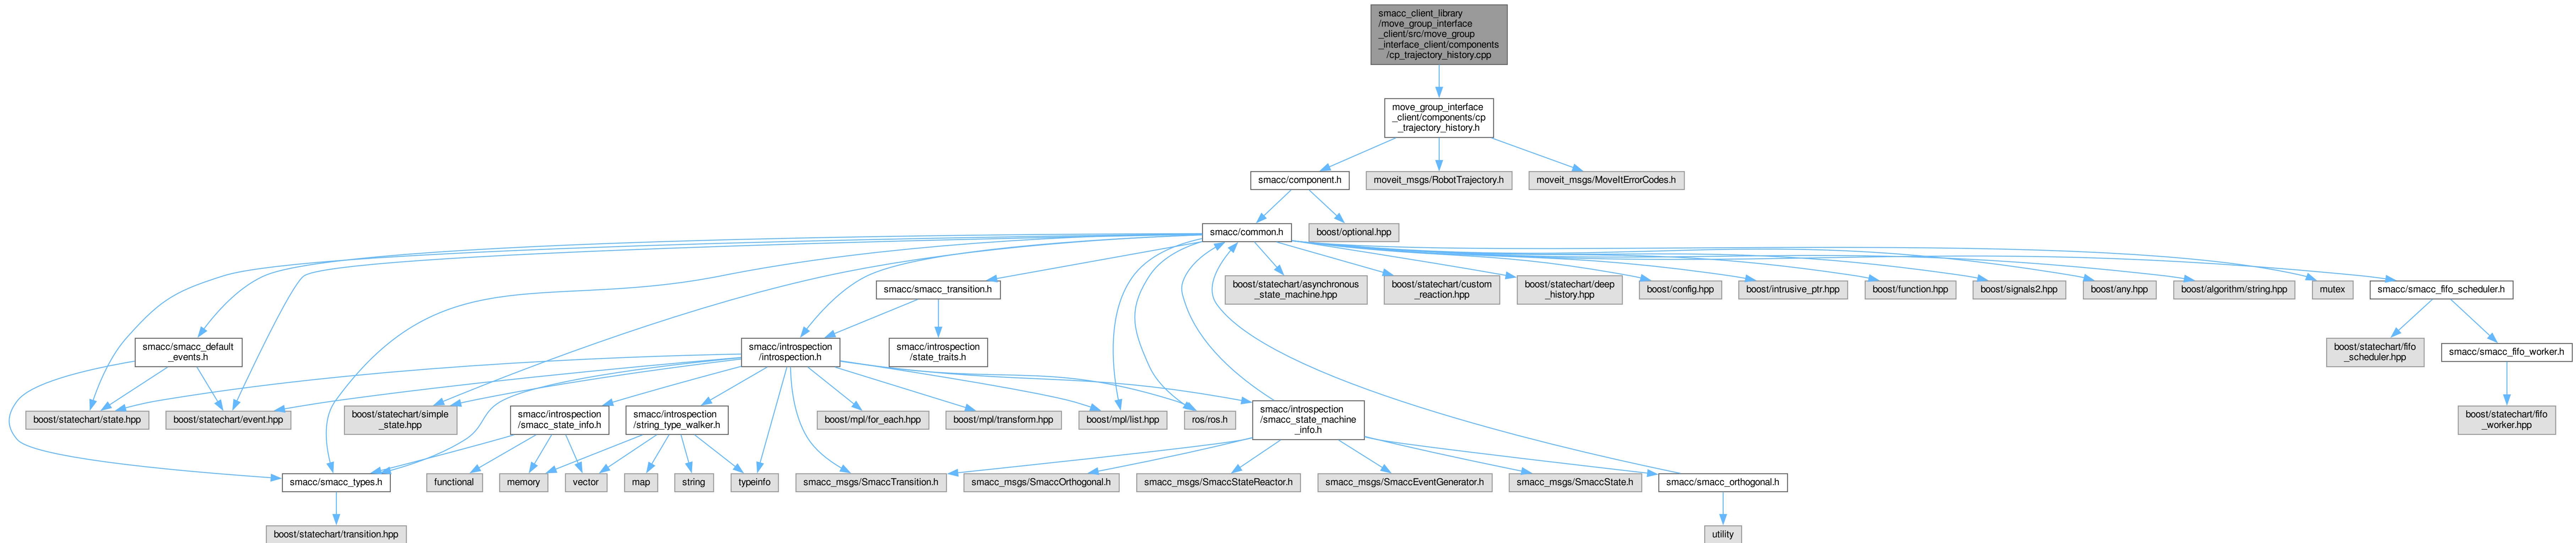 smacc_client_library
/move_group_interface
_client/src/move_group
_interface_client/components
/cp_trajectory_history.cpp
move_group_interface
_client/components/cp
_trajectory_history.h
smacc/component.h
moveit_msgs/RobotTrajectory.h
moveit_msgs/MoveItErrorCodes.h
smacc/common.h
boost/optional.hpp
smacc/smacc_transition.h
boost/statechart/asynchronous
_state_machine.hpp
boost/statechart/custom
_reaction.hpp
boost/statechart/deep
_history.hpp
boost/config.hpp
boost/intrusive_ptr.hpp
boost/function.hpp
boost/signals2.hpp
boost/any.hpp
boost/algorithm/string.hpp
mutex
smacc/smacc_fifo_scheduler.h
smacc/smacc_default
_events.h
smacc/introspection
/introspection.h
smacc/introspection
/state_traits.h
boost/statechart/fifo
_scheduler.hpp
smacc/smacc_fifo_worker.h
boost/statechart/state.hpp
boost/statechart/event.hpp
boost/statechart/simple
_state.hpp
smacc/introspection
/smacc_state_info.h
smacc/introspection
/string_type_walker.h
boost/mpl/for_each.hpp
boost/mpl/transform.hpp
boost/mpl/list.hpp
ros/ros.h
smacc/introspection
/smacc_state_machine
_info.h
boost/statechart/fifo
_worker.hpp
smacc/smacc_types.h
functional
memory
vector
map
string
typeinfo
smacc_msgs/SmaccTransition.h
smacc_msgs/SmaccOrthogonal.h
smacc_msgs/SmaccStateReactor.h
smacc_msgs/SmaccEventGenerator.h
smacc_msgs/SmaccState.h
smacc/smacc_orthogonal.h
boost/statechart/transition.hpp
utility